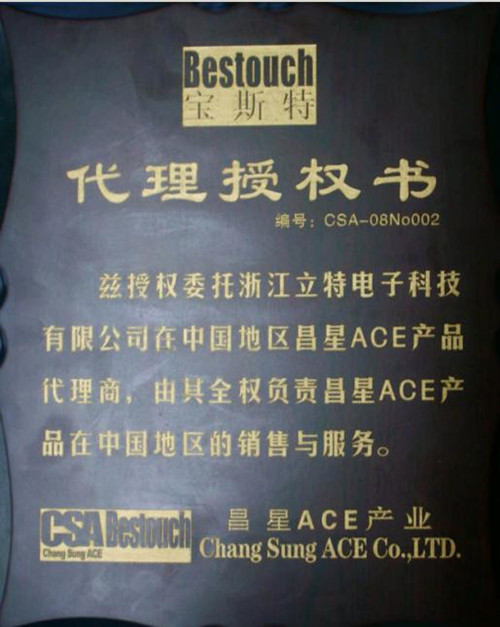 Bestouch
宝斯特
代理授权书
编号：CSA-08No002
兹授权委托浙江立特电子科技
有限公司在中国地区昌星ACE产品
代理商，由其全权负责昌星ACE产
品在中国地区的销售与服务。
CSA Bestouch
Chang Sung ACE
昌星ACE产业
Chang Sung ACE Co.,LTD.